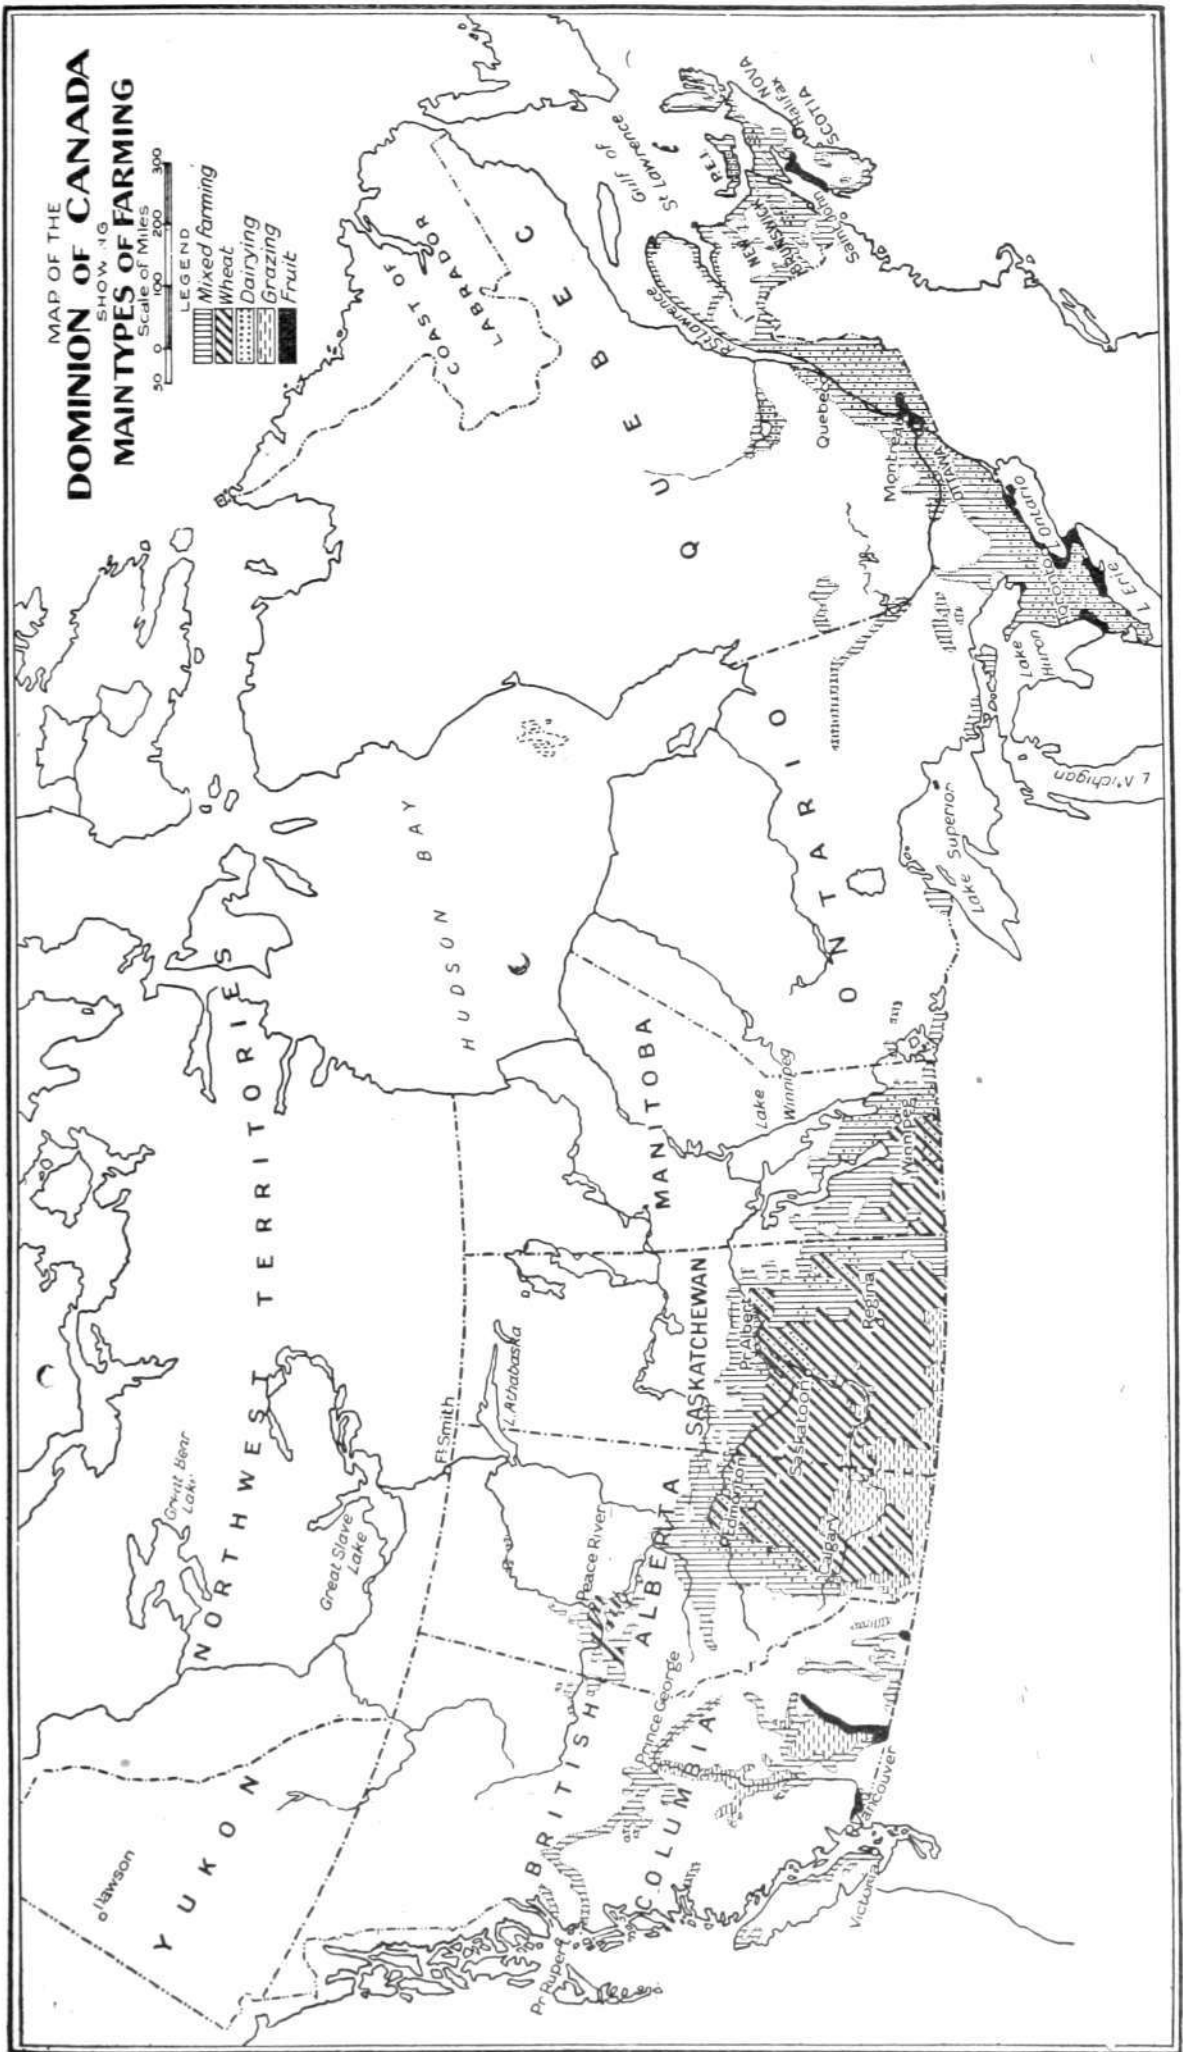 MAP OF THE
DOMINION OF CANADA
SHOWING
MAIN TYPES OF FARMING
Scale of Miles
50 0 100 200 300
LEGEND
Mixed farming
Wheat
Dairying
Grazing
Fruit
YUKON
Dawson
NORTHWEST TERRITORIES
Great Bear
Lake
Great Slave
Lake
Ft Smith
L. Athabaska
HUDSON BAY
COAST OF
LABRADOR
QUEBEC
Gulf of
St Lawrence
R St Lawrence
P.E.I.
NEW
BRUNSWICK
NOVA
SCOTIA
Halifax
Saint John
Quebec
Montreal
OTTAWA
Toronto
L Ontario
L Erie
Lake
Huron
L Michigan
Lake Superior
ONTARIO
MANITOBA
Lake
Winnipeg
Winnipeg
SASKATCHEWAN
Pr Albert
Saskatoon
Regina
ALBERTA
Peace River
Edmonton
Calgary
BRITISH
COLUMBIA
Prince George
Pr Rupert
Vancouver
Victoria